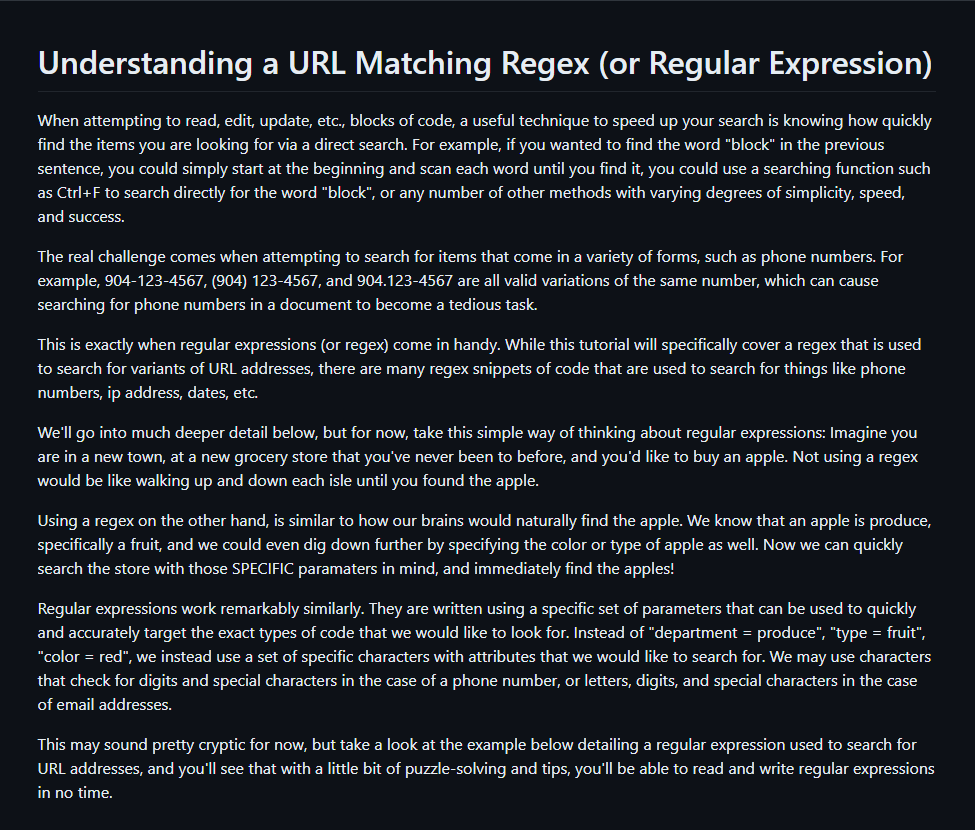 Understanding a URL Matching Regex (or Regular Expression)
When attempting to read, edit, update, etc., blocks of code, a useful technique to speed up your search is knowing how quickly
find the items you are looking for via a direct search. For example, if you wanted to find the word "block" in the previous
sentence, you could simply start at the beginning and scan each word until you find it, you could use a searching function such
as Ctrl+F to search directly for the word "block", or any number of other methods with varying degrees of simplicity, speed,
and success.
The real challenge comes when attempting to search for items that come in a variety of forms, such as phone numbers. For
example, 904-123-4567, (904) 123-4567, and 904.123-4567 are all valid variations of the same number, which can cause
searching for phone numbers in a document to become a tedious task.
This is exactly when regular expressions (or regex) come in handy. While this tutorial will specifically cover a regex that is used
to search for variants of URL addresses, there are many regex snippets of code that are used to search for things like phone
numbers, ip address, dates, etc.
We'll go into much deeper detail below, but for now, take this simple way of thinking about regular expressions: Imagine you
are in a new town, at a new grocery store that you've never been to before, and you'd like to buy an apple. Not using a regex
would be like walking up and down each isle until you found the apple.
Using a regex on the other hand, is similar to how our brains would naturally find the apple. We know that an apple is produce,
specifically a fruit, and we could even dig down further by specifying the color or type of apple as well. Now we can quickly
search the store with those SPECIFIC paramaters in mind, and immediately find the apples!
Regular expressions work remarkably similarly. They are written using a specific set of parameters that can be used to quickly
and accurately target the exact types of code that we would like to look for. Instead of "department = produce", "type = fruit",
"color = red", we instead use a set of specific characters with attributes that we would like to search for. We may use characters
that check for digits and special characters in the case of a phone number, or letters, digits, and special characters in the case
of email addresses.
This may sound pretty cryptic for now, but take a look at the example below detailing a regular expression used to search for
URL addresses, and you'll see that with a little bit of puzzle-solving and tips, you'll be able to read and write regular expressions
in no time.